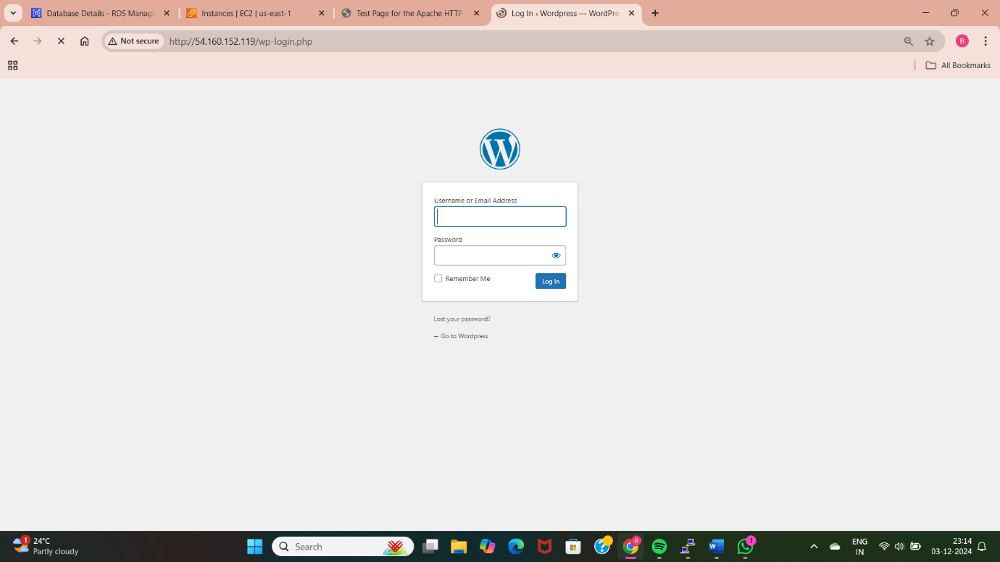 Database Details - RDS Manage
Instances | EC2 | us-east-1
Test Page for the Apache HTTP
Log In ‹ Wordpress — WordPre
Not secure
http://54.160.152.119/wp-login.php
B
All Bookmarks
Username or Email Address
Password
Remember Me
Log In
Lost your password?
← Go to Wordpress
1
24°C
Partly cloudy
Search
B
1
ENG
IN
23:14
03-12-2024